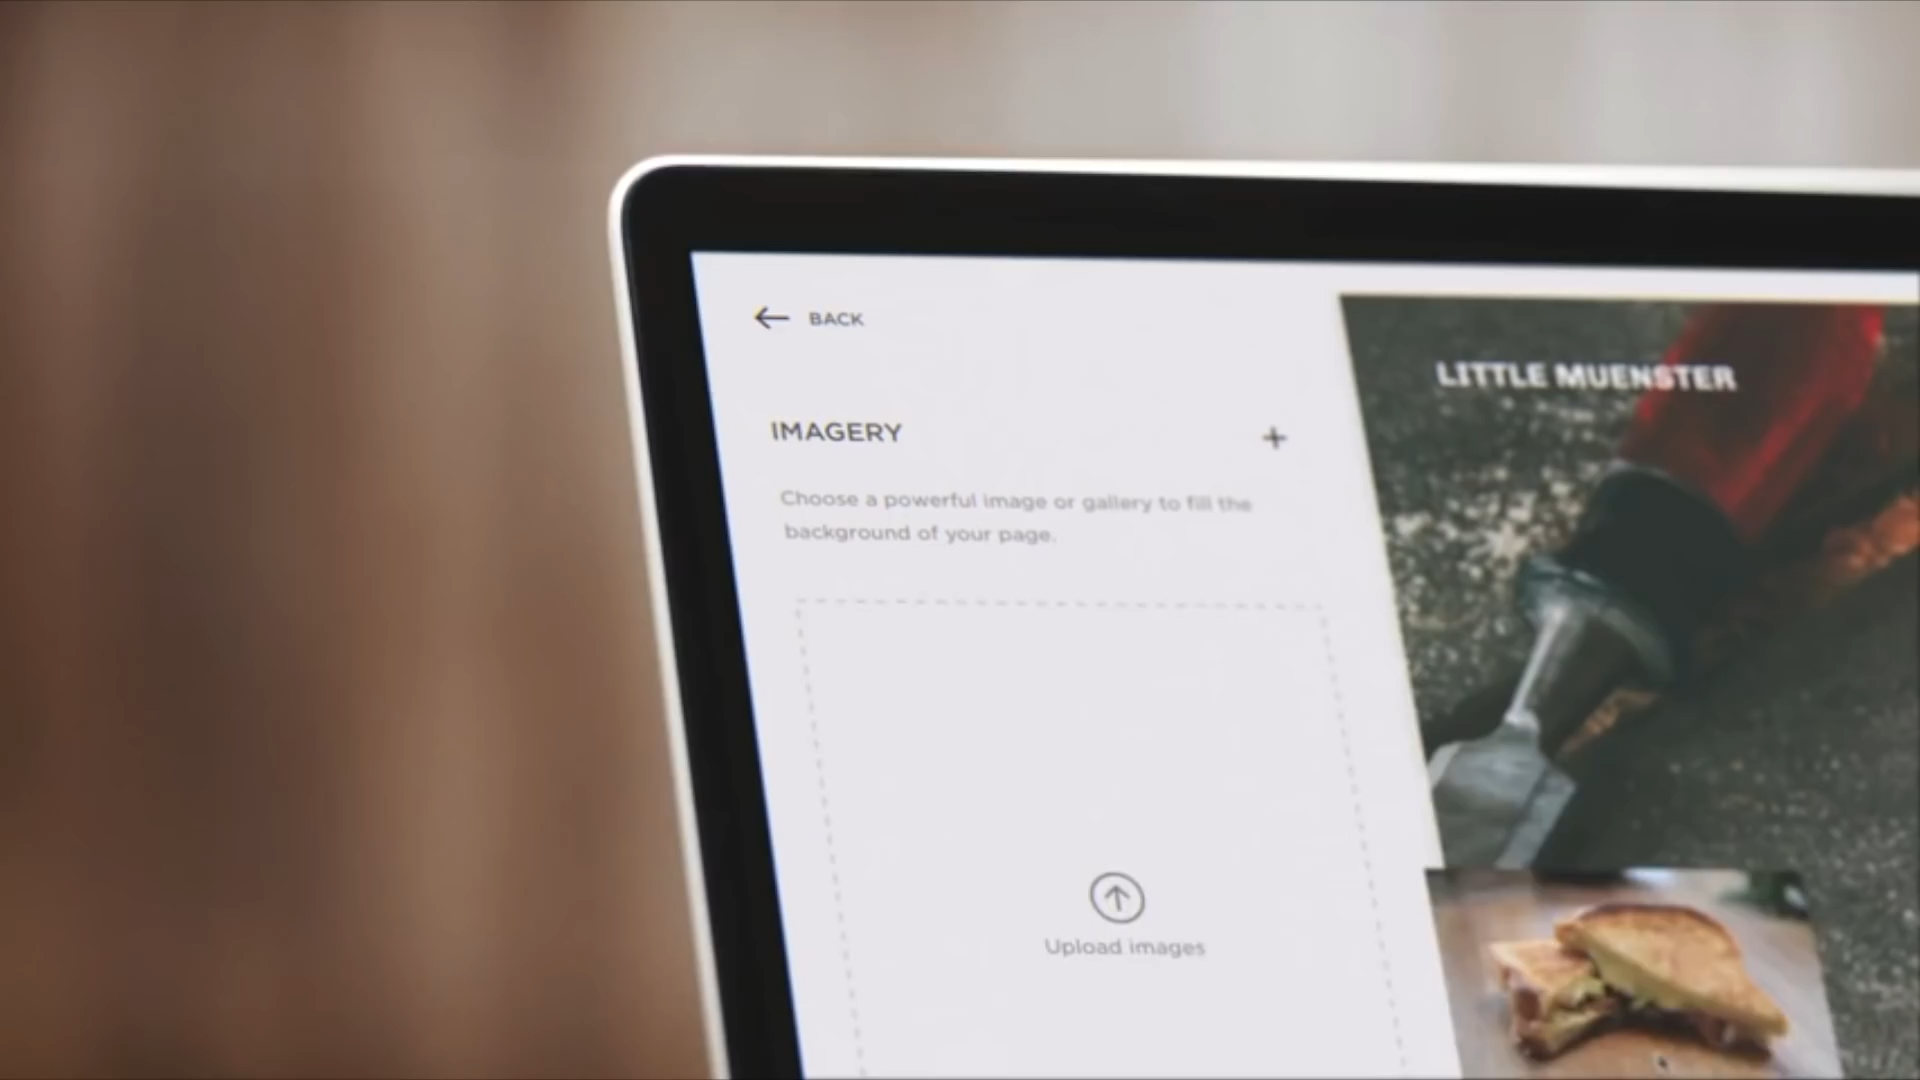 BACK
LITTLE MUENSTER
IMAGERY
Choose a powerful image or gallery to fill the
background of your page.
Upload images